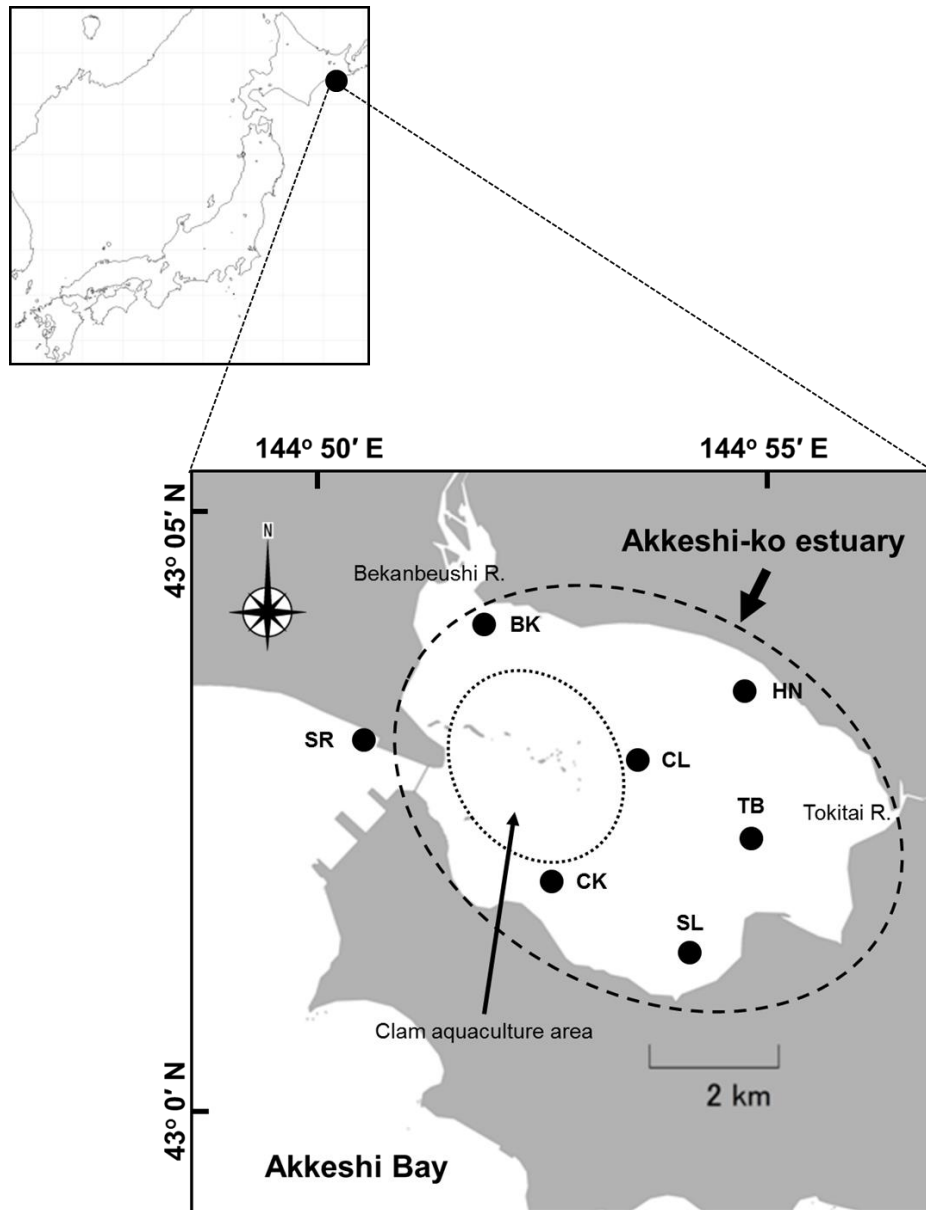 144° 50′ E
144° 55′ E
43° 05′ N
N
Akkeshi-ko estuary
Bekanbeushi R.
BK
HN
SR
CL
TB
Tokitai R.
CK
SL
Clam aquaculture area
2 km
43° 0′ N
Akkeshi Bay